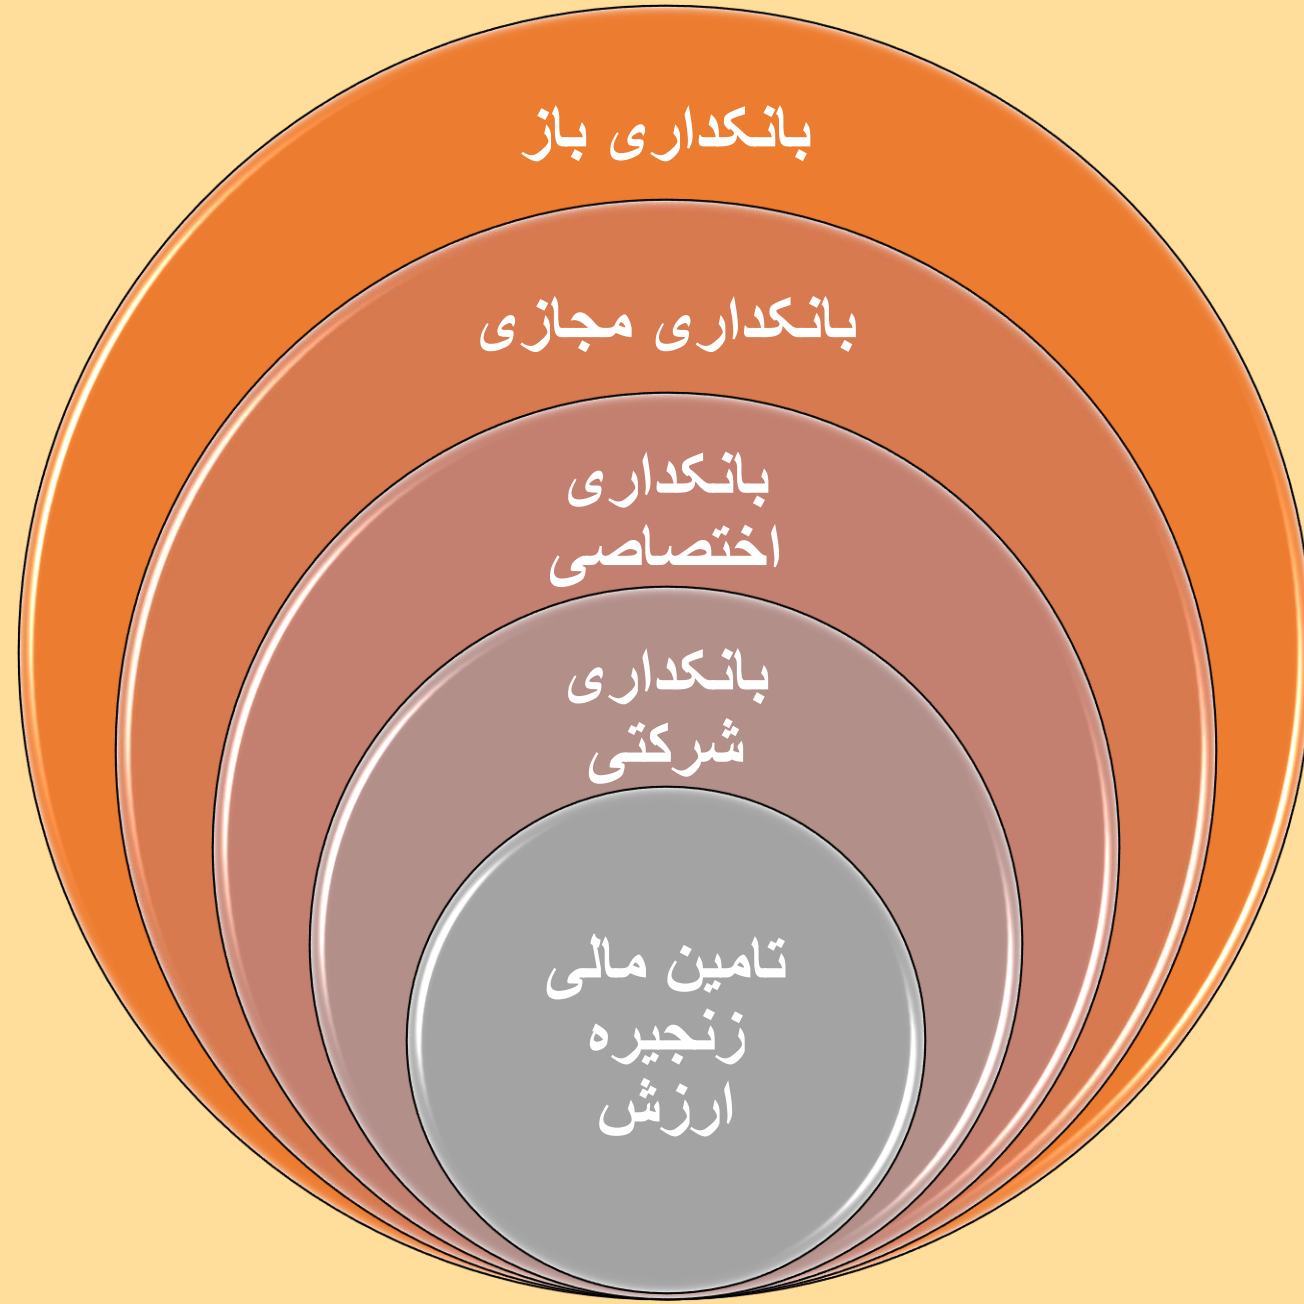 بانکداری باز
بانکداری مجازی
بانکداری
اختصاصی
بانکداری
شرکتی
تامین مالی
زنجیره
ارزش